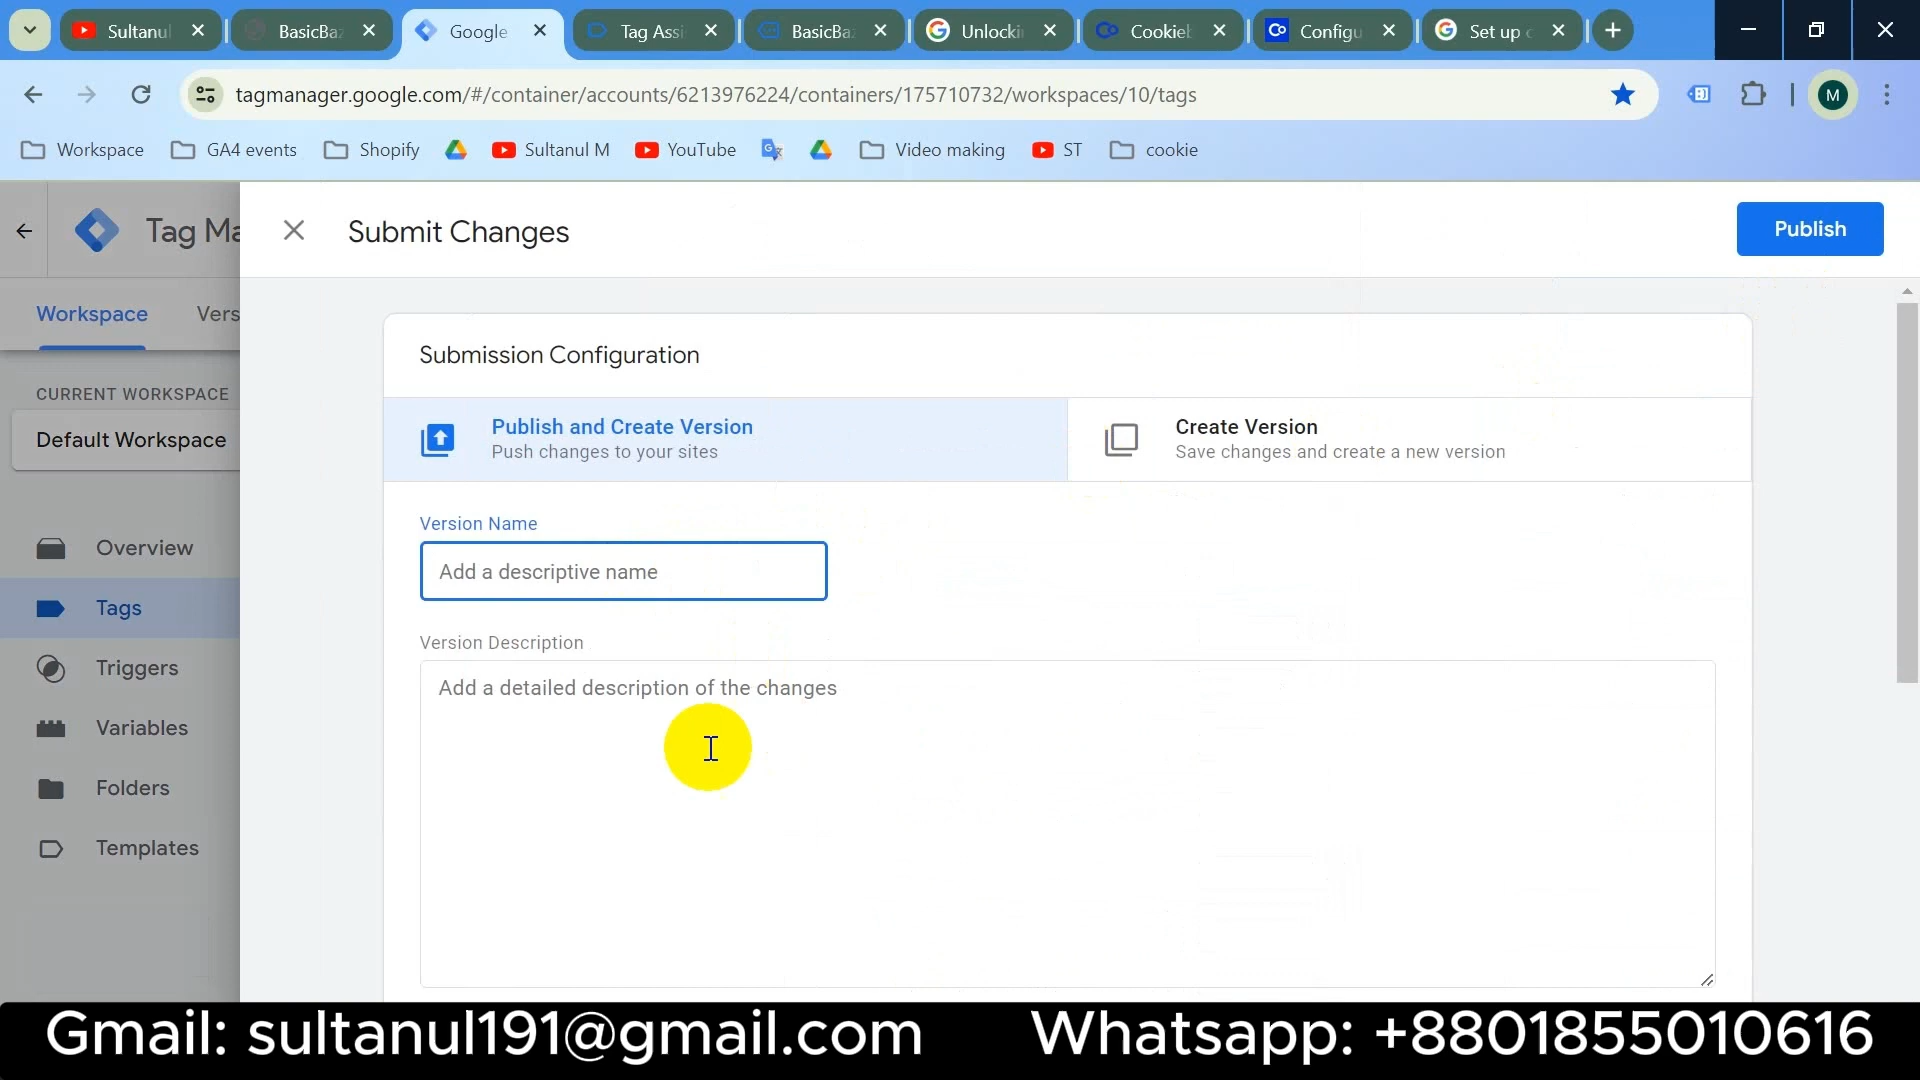 Sultanul
BasicBaz
Google
Tag Assi
BasicBa
Unlocki
Cookieb
Configu
Set up c
tagmanager.google.com/#/container/accounts/6213976224/containers/175710732/workspaces/10/tags
M
Workspace
GA4 events
Shopify
Sultanul M
YouTube
Video making
ST
cookie
Tag Ma
Submit Changes
Publish
Workspace
Vers
Submission Configuration
CURRENT WORKSPACE
Default Workspace
Publish and Create Version
Push changes to your sites
Create Version
Save changes and create a new version
Version Name
Add a descriptive name
Overview
Tags
Triggers
Variables
Folders
Templates
Version Description
Add a detailed description of the changes
Gmail: sultanul191@gmail.com
Whatsapp: +8801855010616